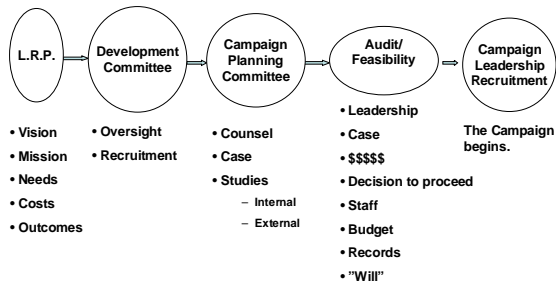 L.R.P.
Development
Committee
Campaign
Planning
Committee
Audit/
Feasibility
Campaign
Leadership
Recruitment
• Vision
• Mission
• Needs
• Costs
• Outcomes
• Oversight
• Recruitment
• Counsel
• Case
• Studies
– Internal
– External
• Leadership
• Case
• $$$$$
• Decision to proceed
• Staff
• Budget
• Records
• ”Will”
The Campaign
begins.